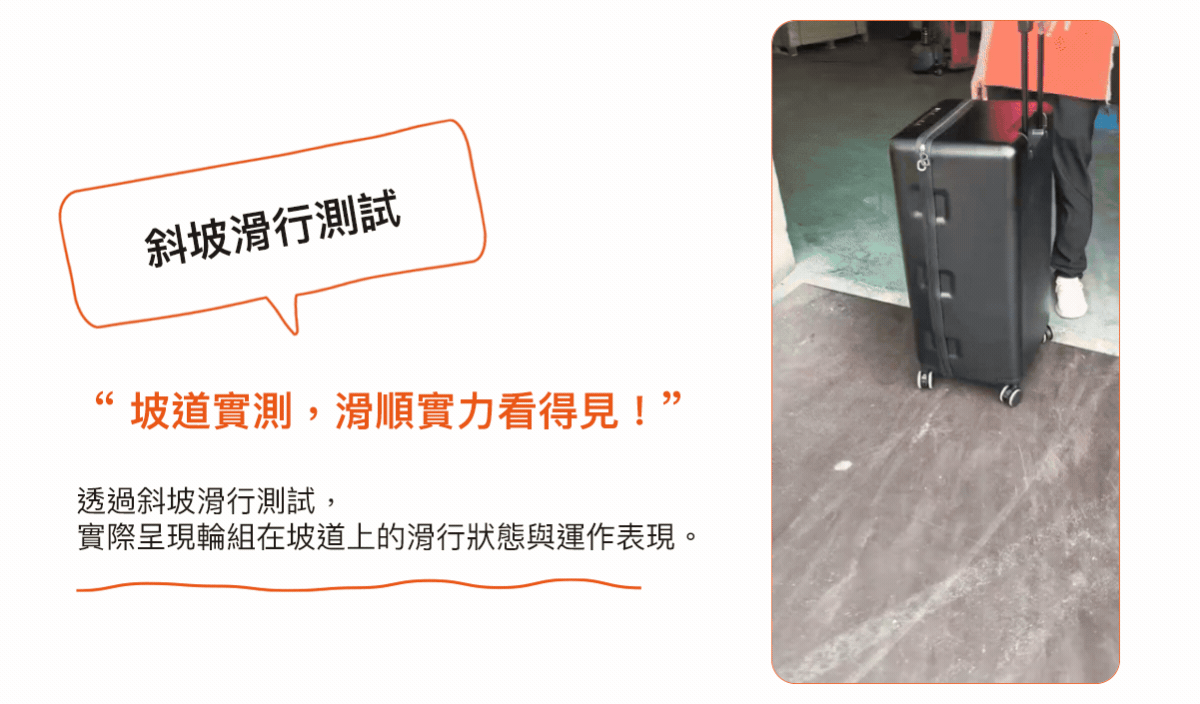 斜坡滑行測試
“ 坡道實測，滑順實力看得見！”
透過斜坡滑行測試，
實際呈現輪組在坡道上的滑行狀態與運作表現。